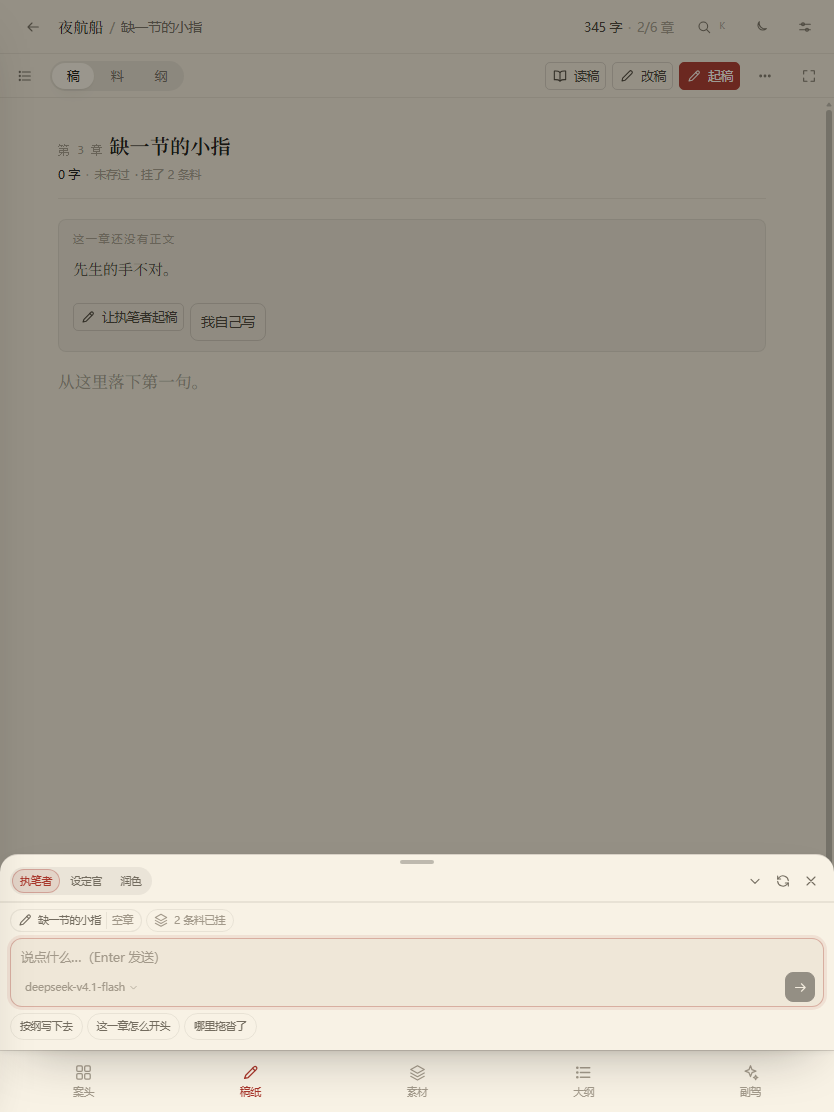 夜航船 / 缺一节的小指
345 字 · 2/6 章
K
稿 料 纲
读稿 改稿 起稿
第 3 章 缺一节的小指
0 字 · 未存过 · 挂了 2 条料
这一章还没有正文
先生的手不对。
让执笔者起稿 我自己写
从这里落下第一句。
执笔者 设定官 润色
缺一节的小指 空章 2 条料已挂
说点什么…（Enter 发送）
deepseek-v4.1-flash
按纲写下去 这一章怎么开头 哪里拖沓了
案头 稿纸 素材 大纲 副驾